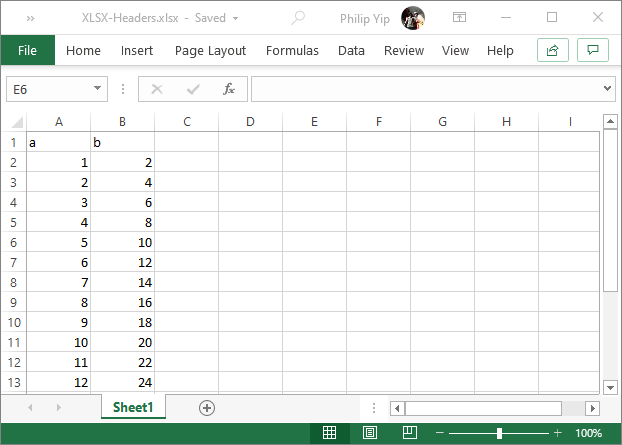 » XLSX-Headers.xlsx - Saved Philip Yip
File Home Insert Page Layout Formulas Data Review View Help
E6 fx
A B C D E F G H I
1 a b
2 1 2
3 2 4
4 3 6
5 4 8
6 5 10
7 6 12
8 7 14
9 8 16
10 9 18
11 10 20
12 11 22
13 12 24
Sheet1
100%